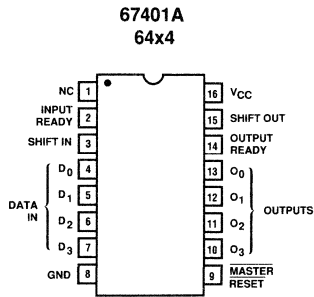 67401A
64x4
NC 1
INPUT
READY 2
SHIFT IN 3
D0 4
D1 5
DATA
IN
D2 6
D3 7
GND 8
16 VCC
15 SHIFT OUT
14 OUTPUT
READY
13 O0
12 O1
OUTPUTS
11 O2
10 O3
9 MASTER
RESET